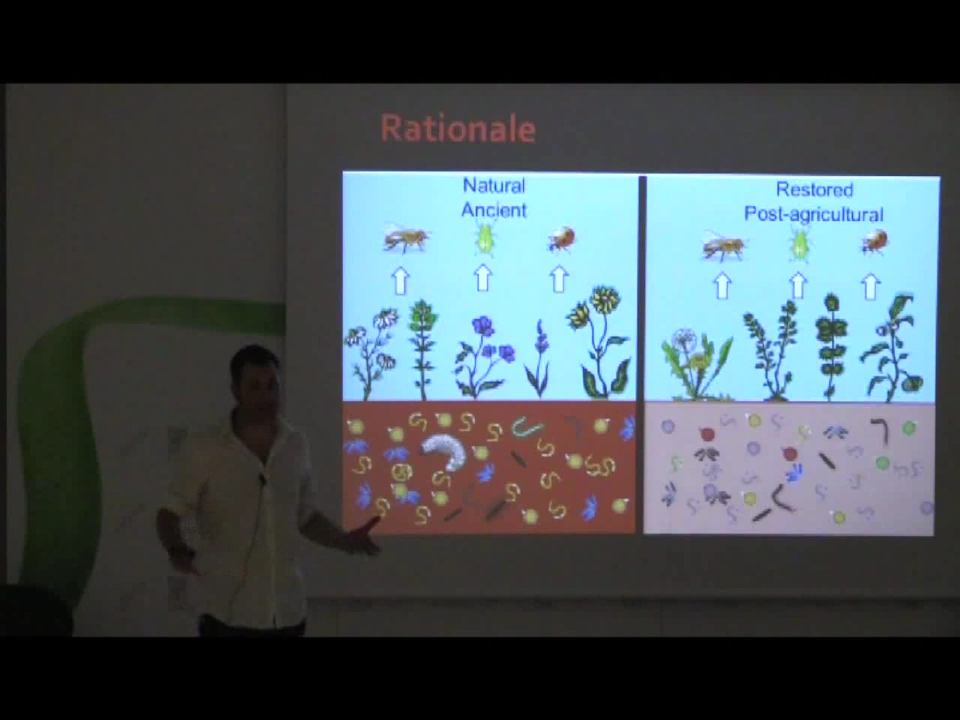 Rationale
Natural
Ancient
Restored
Post-agricultural